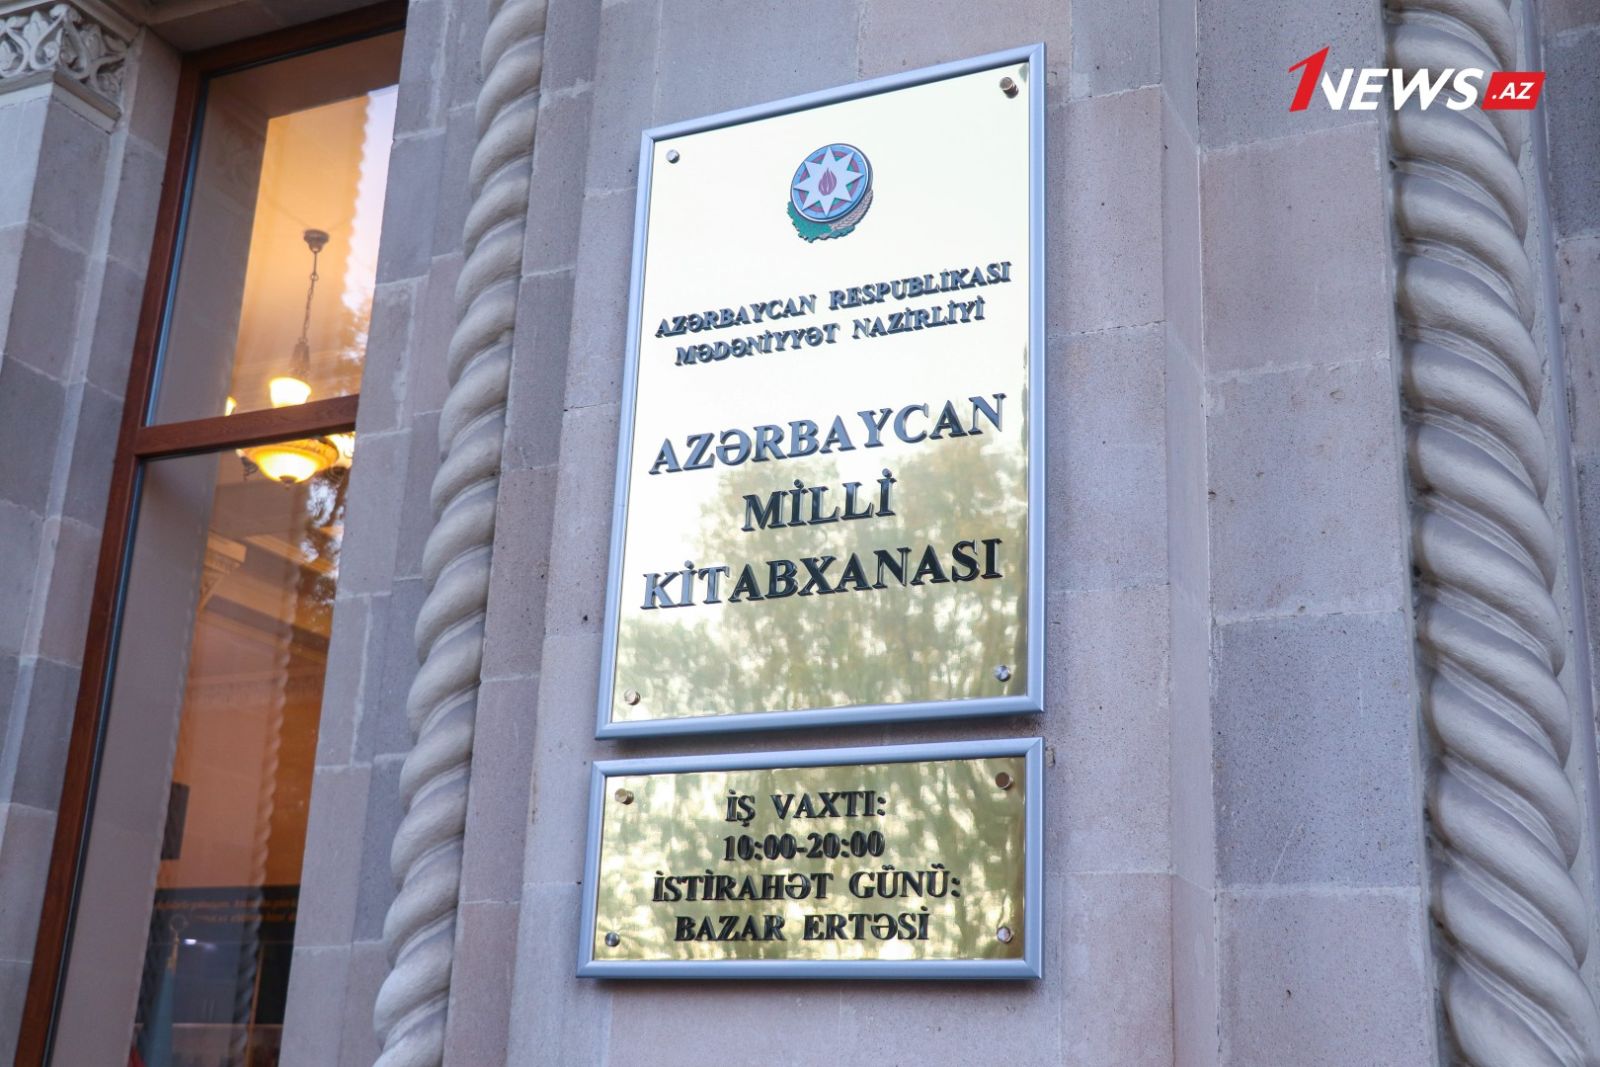 1NEWS.AZ
AZƏRBAYCAN RESPUBLİKASI
MƏDƏNİYYƏT NAZİRLİYİ
AZƏRBAYCAN
MİLLİ
KİTABXANASI
İŞ VAXTI:
10:00-20:00
İSTİRAHƏT GÜNÜ:
BAZAR ERTƏSİ